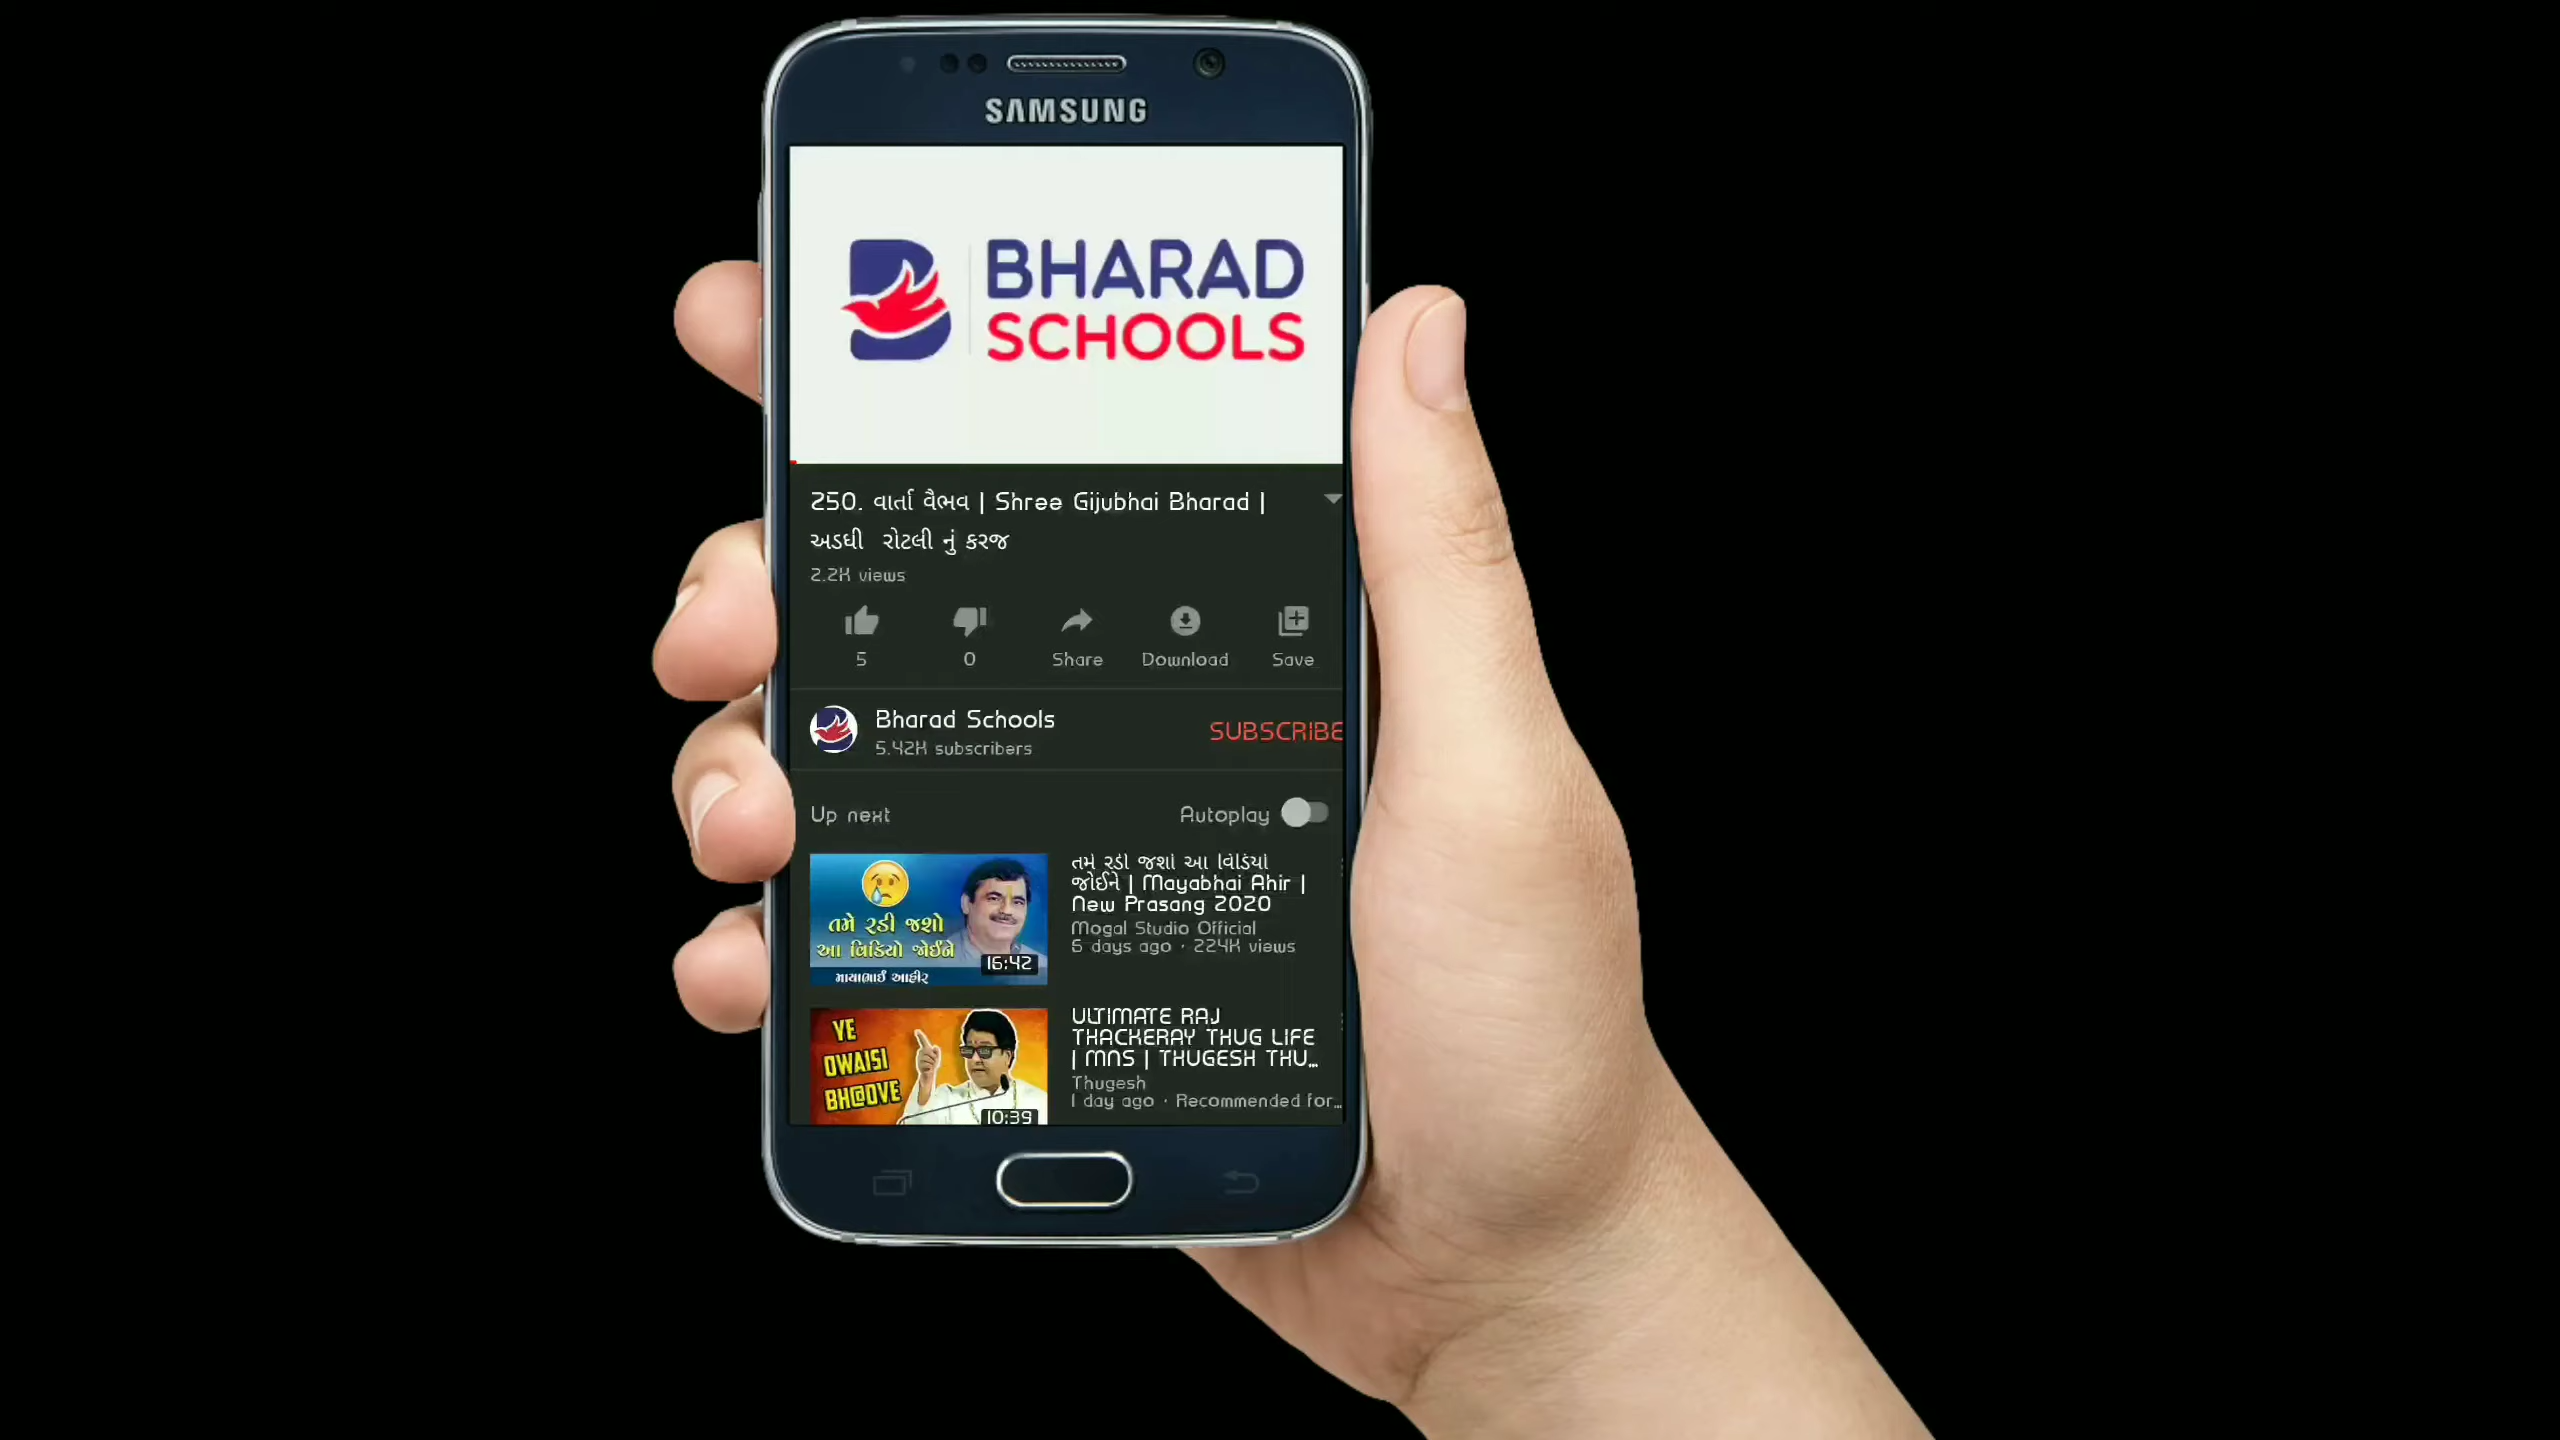 SAMSUNG
BHARAD
SCHOOLS
250. વાર્તા વૈભવ | Shree Gijubhai Bharad |
અડધી રોટલી નું કરજ
2.2K views
5
0
Share
Download
Save
Bharad Schools
5.42K subscribers
SUBSCRIBE
Up next
Autoplay
તમે રડી જશો
આ વિડિયો જોઈને
માયાભાઈ આહીર
16:42
તમે રડી જશો આ વિડિયો
જોઈને | Mayabhai Ahir |
New Prasang 2020
Mogal Studio Official
6 days ago · 224K views
YE
OWAISI
BH@OVE
10:39
ULTIMATE RAJ
THACKERAY THUG LIFE
| MNS | THUGESH THU...
Thugesh
1 day ago · Recommended for...